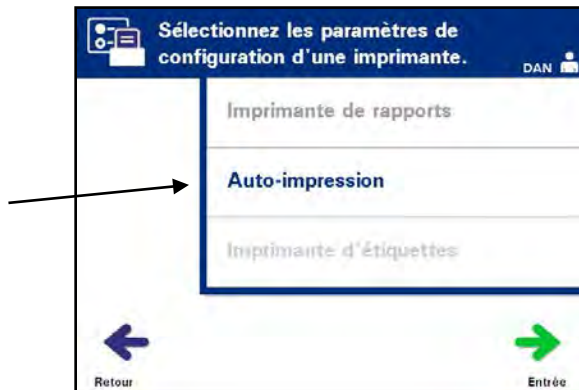 Sélectionnez les paramètres de
configuration d'une imprimante.
DAN
Imprimante de rapports
Auto-impression
Imprimante d'étiquettes
Retour
Entrée